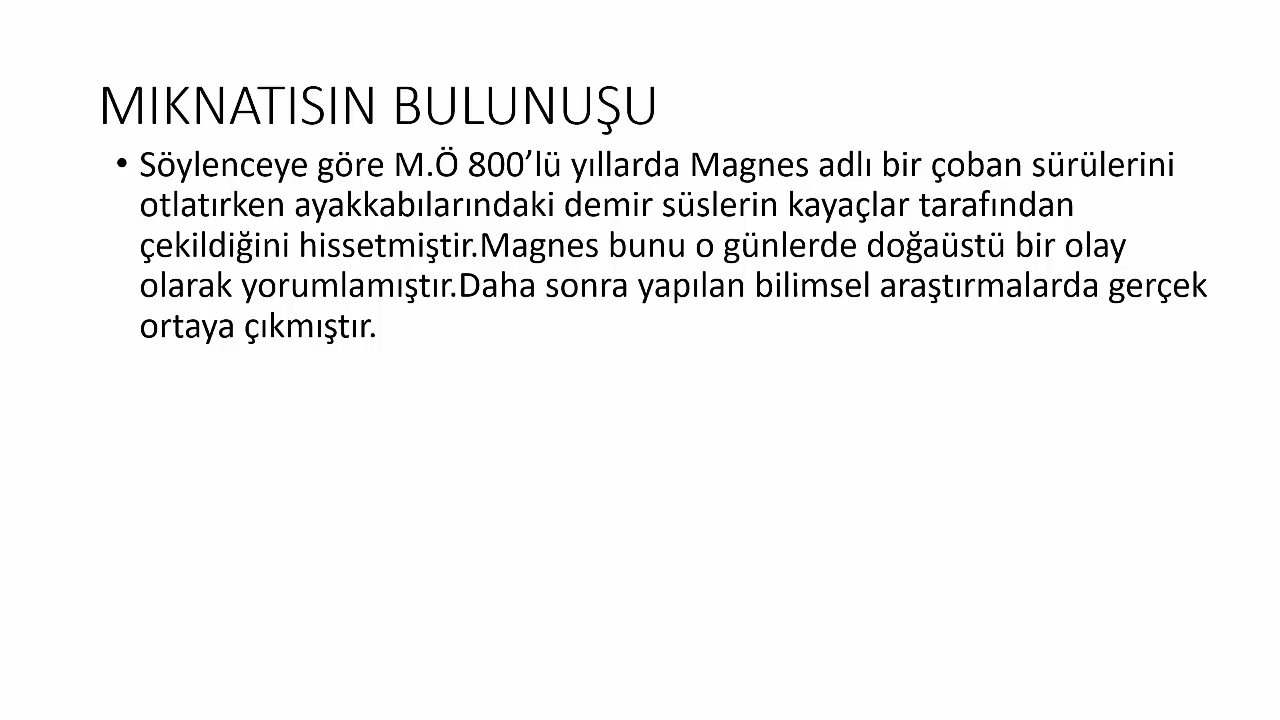 MIKNATISIN BULUNUŞU
• Söylenceye göre M.Ö 800’lü yıllarda Magnes adlı bir çoban sürülerini
otlatırken ayakkabılarındaki demir süslerin kayaçlar tarafından
çekildiğini hissetmiştir.Magnes bunu o günlerde doğaüstü bir olay
olarak yorumlamıştır.Daha sonra yapılan bilimsel araştırmalarda gerçek
ortaya çıkmıştır.